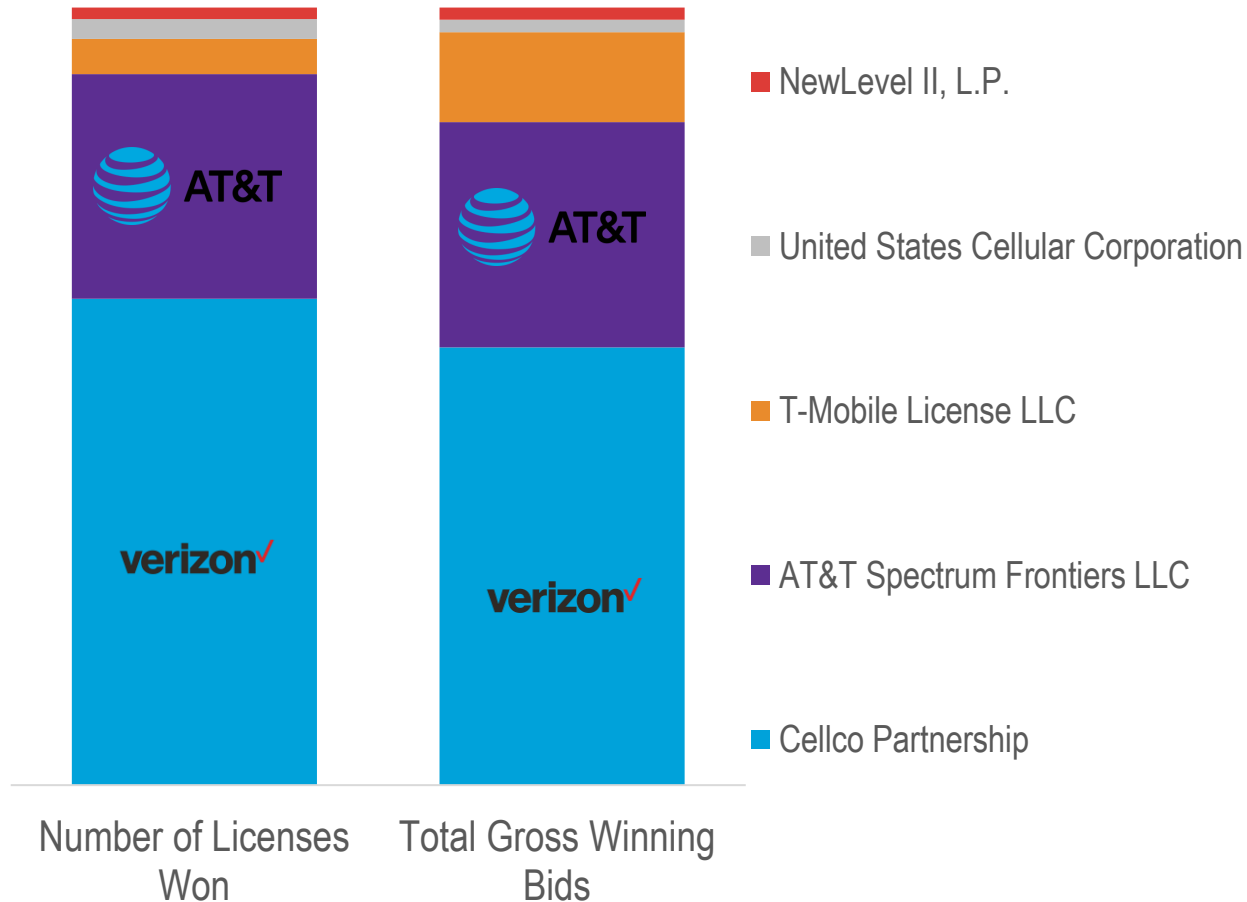 NewLevel II, L.P.
AT&T
AT&T
United States Cellular Corporation
T-Mobile License LLC
verizon
verizon
AT&T Spectrum Frontiers LLC
Cellco Partnership
Number of Licenses
Won
Total Gross Winning
Bids